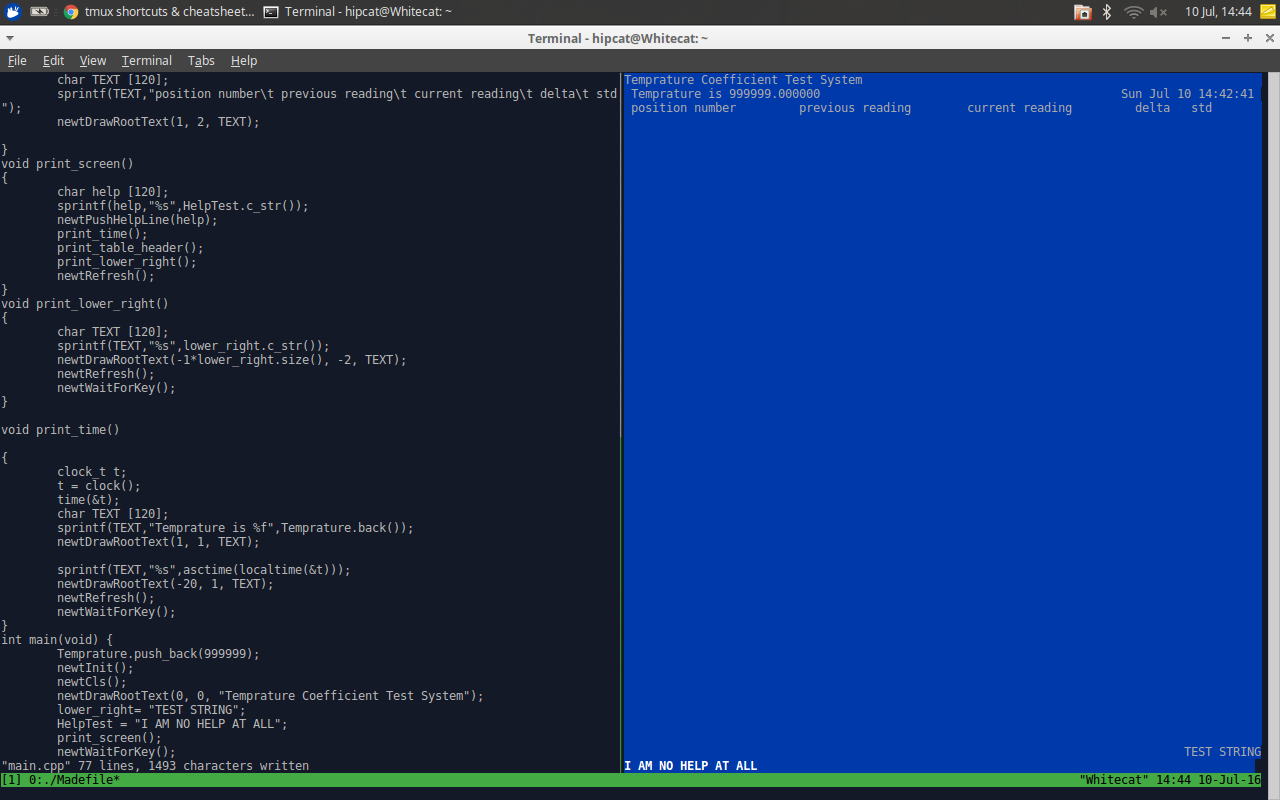 tmux shortcuts & cheatsheet... Terminal - hipcat@Whitecat: ~ 10 Jul, 14:44
Terminal - hipcat@Whitecat: ~
File Edit View Terminal Tabs Help
char TEXT [120];
sprintf(TEXT,"position number\t previous reading\t current reading\t delta\t std
");
newtDrawRootText(1, 2, TEXT);
}
void print_screen()
{
char help [120];
sprintf(help,"%s",HelpTest.c_str());
newtPushHelpLine(help);
print_time();
print_table_header();
print_lower_right();
newtRefresh();
}
void print_lower_right()
{
char TEXT [120];
sprintf(TEXT,"%s",lower_right.c_str());
newtDrawRootText(-1*lower_right.size(), -2, TEXT);
newtRefresh();
newtWaitForKey();
}
void print_time()
{
clock_t t;
t = clock();
time(&t);
char TEXT [120];
sprintf(TEXT,"Temprature is %f",Temprature.back());
newtDrawRootText(1, 1, TEXT);
sprintf(TEXT,"%s",asctime(localtime(&t)));
newtDrawRootText(-20, 1, TEXT);
newtRefresh();
newtWaitForKey();
}
int main(void) {
Temprature.push_back(999999);
newtInit();
newtCls();
newtDrawRootText(0, 0, "Temprature Coefficient Test System");
lower_right= "TEST STRING";
HelpTest = "I AM NO HELP AT ALL";
print_screen();
newtWaitForKey();
"main.cpp" 77 lines, 1493 characters written
Temprature Coefficient Test System
Temprature is 999999.000000 Sun Jul 10 14:42:41
position number previous reading current reading delta std
TEST STRING
I AM NO HELP AT ALL
[1] 0:./Madefile* "Whitecat" 14:44 10-Jul-16